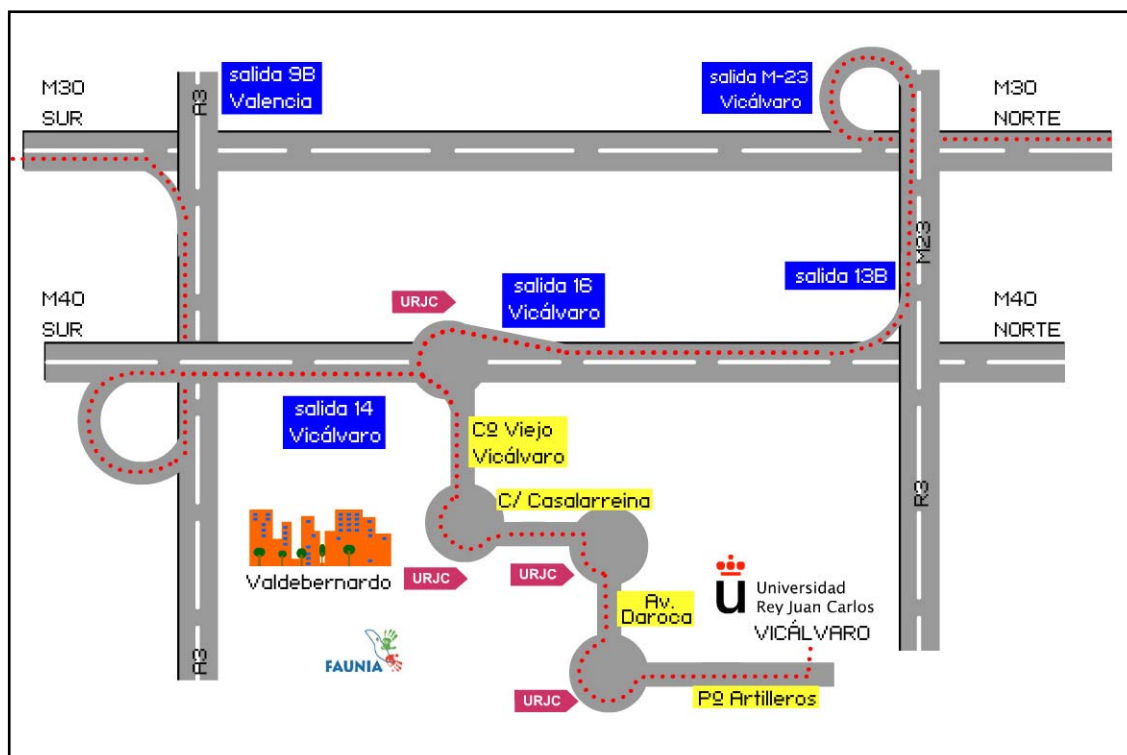 M30
SUR
A3
salida 9B
Valencia
salida M-23
Vicálvaro
M30
NORTE
M23
M40
SUR
URJC
salida 16
Vicálvaro
salida 13B
M40
NORTE
salida 14
Vicálvaro
Cº Viejo
Vicálvaro
C/ Casalarreina
R3
Valdebernardo
URJC
URJC
Av.
Daroca
Universidad
Rey Juan Carlos
VICÁLVARO
A3
FAUNIA
URJC
Pº Artilleros